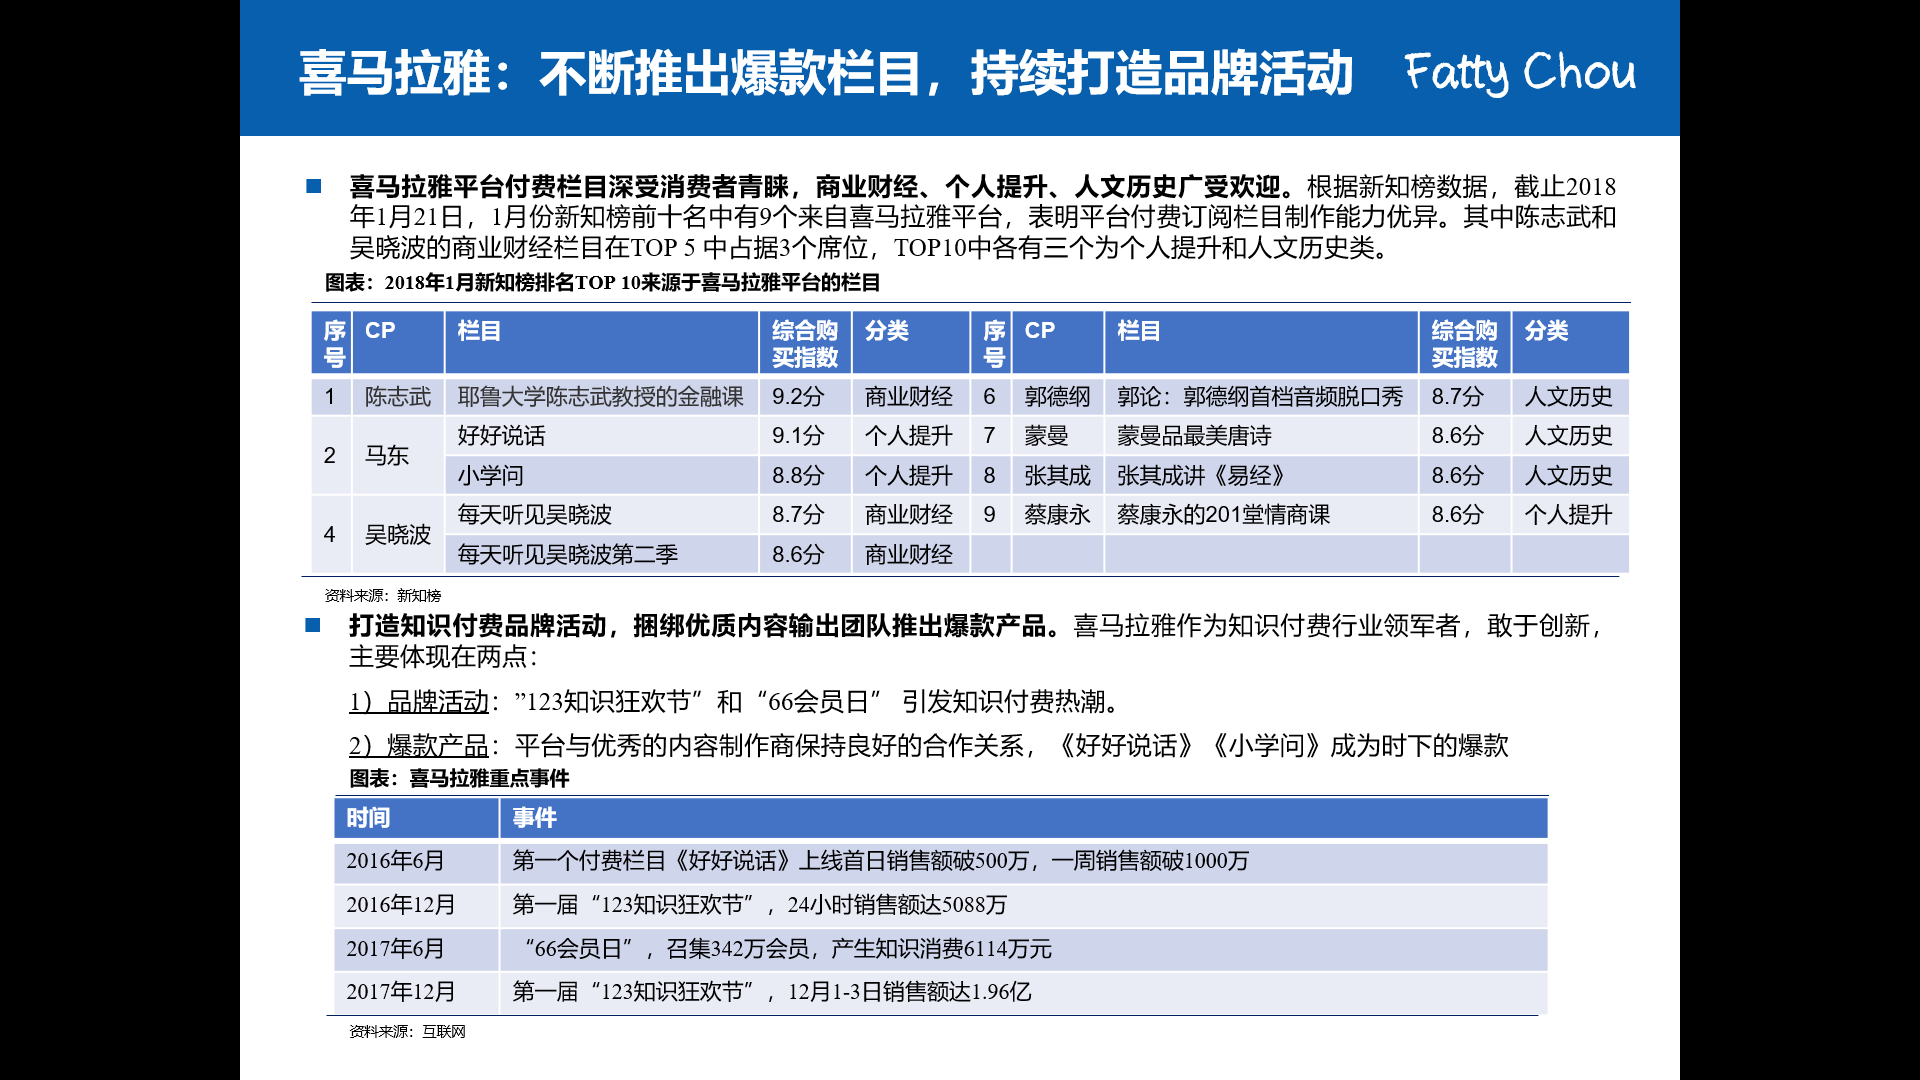 喜马拉雅：不断推出爆款栏目，持续打造品牌活动 Fatty Chou
喜马拉雅平台付费栏目深受消费者青睐，商业财经、个人提升、人文历史广受欢迎。根据新知榜数据，截止2018
年1月21日，1月份新知榜前十名中有9个来自喜马拉雅平台，表明平台付费订阅栏目制作能力优异。其中陈志武和
吴晓波的商业财经栏目在TOP 5 中占据3个席位，TOP10中各有三个为个人提升和人文历史类。
图表：2018年1月新知榜排名TOP 10来源于喜马拉雅平台的栏目
序号 CP 栏目 综合购买指数 分类 序号 CP 栏目 综合购买指数 分类
1 陈志武 耶鲁大学陈志武教授的金融课 9.2分 商业财经 6 郭德纲 郭论：郭德纲首档音频脱口秀 8.7分 人文历史
2 马东 好好说话 9.1分 个人提升 7 蒙曼 蒙曼品最美唐诗 8.6分 人文历史
小学问 8.8分 个人提升 8 张其成 张其成讲《易经》 8.6分 人文历史
4 吴晓波 每天听见吴晓波 8.7分 商业财经 9 蔡康永 蔡康永的201堂情商课 8.6分 个人提升
每天听见吴晓波第二季 8.6分 商业财经
资料来源：新知榜
打造知识付费品牌活动，捆绑优质内容输出团队推出爆款产品。喜马拉雅作为知识付费行业领军者，敢于创新，
主要体现在两点：
1）品牌活动：”123知识狂欢节”和“66会员日” 引发知识付费热潮。
2）爆款产品：平台与优秀的内容制作商保持良好的合作关系，《好好说话》《小学问》成为时下的爆款
图表：喜马拉雅重点事件
时间 事件
2016年6月 第一个付费栏目《好好说话》上线首日销售额破500万，一周销售额破1000万
2016年12月 第一届“123知识狂欢节”，24小时销售额达5088万
2017年6月 “66会员日”，召集342万会员，产生知识消费6114万元
2017年12月 第一届“123知识狂欢节”，12月1-3日销售额达1.96亿
资料来源：互联网